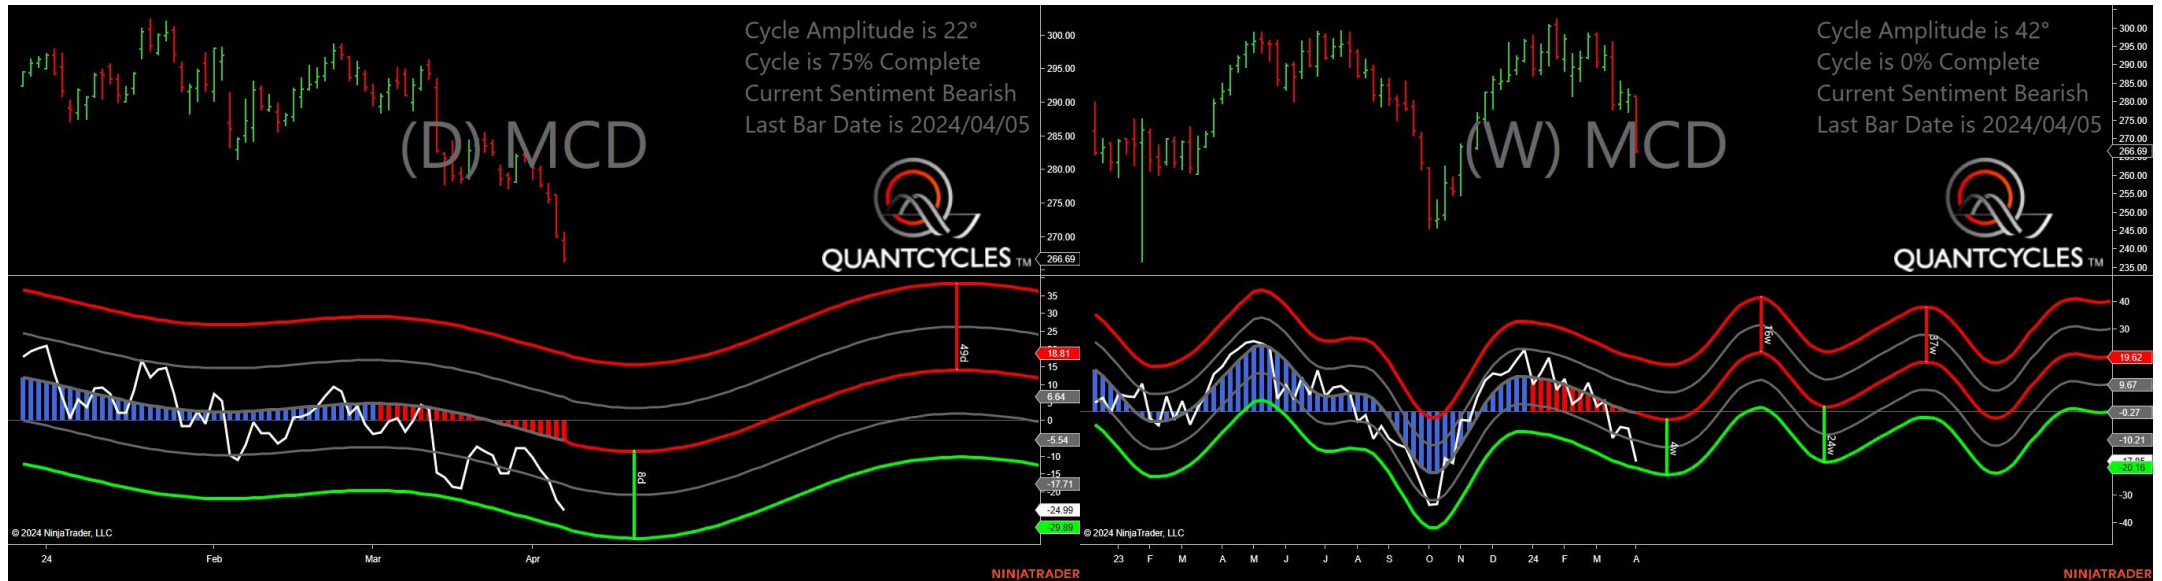 Cycle Amplitude is 22°
Cycle is 75% Complete
Current Sentiment Bearish
Last Bar Date is 2024/04/05
(D) MCD
QUANTCYCLES TM
300.00
295.00
290.00
285.00
280.00
275.00
270.00
266.69
35
30
25
18.81
15
10
6.64
5
0
-5.54
-10
-15
-17.71
-20
-24.99
-29.89
49d
8d
© 2024 NinjaTrader, LLC
24 Feb Mar Apr
NINJATRADER
Cycle Amplitude is 42°
Cycle is 0% Complete
Current Sentiment Bearish
Last Bar Date is 2024/04/05
(W) MCD
QUANTCYCLES TM
300.00
295.00
290.00
285.00
280.00
275.00
270.00
266.69
260.00
255.00
250.00
245.00
240.00
235.00
40
30
19.62
9.67
-0.27
-10.21
-20.16
-30
-40
16w
37w
4w
24w
© 2024 NinjaTrader, LLC
23 F M A M J J A S O N D 24 F M A
NINJATRADER